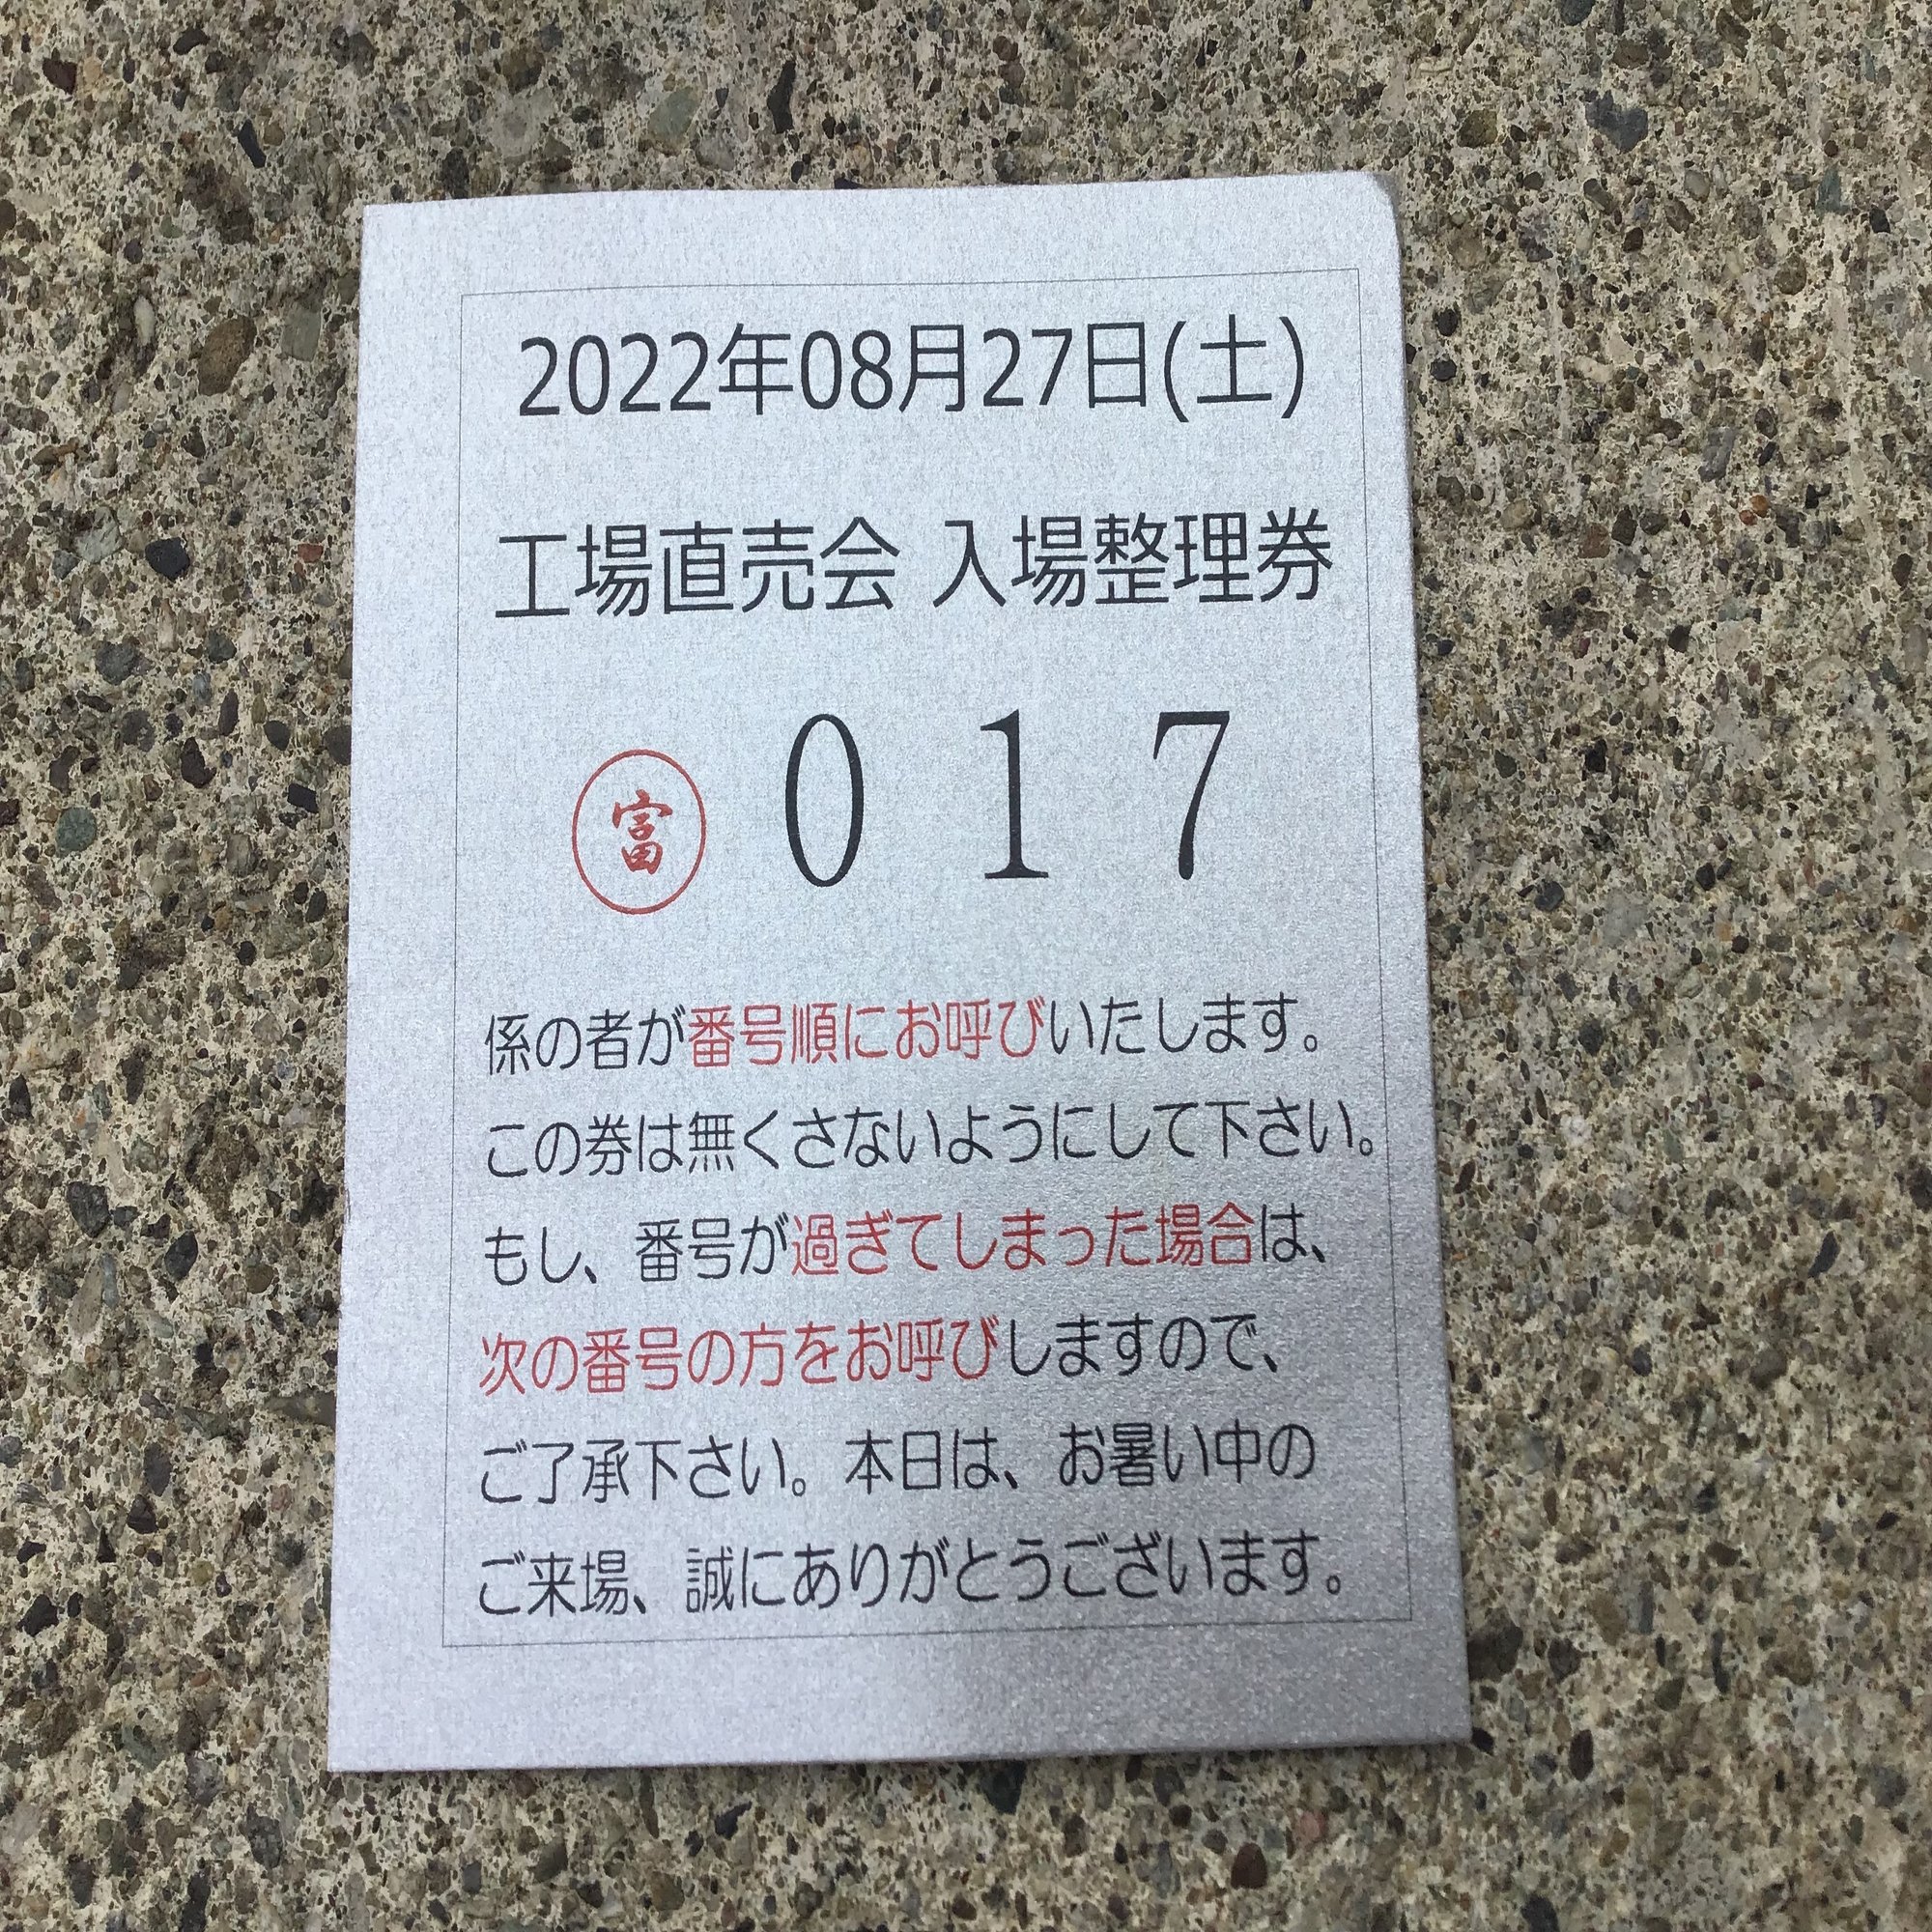 2022年08月27日(土)
工場直売会 入場整理券
富 017
係の者が番号順にお呼びいたします。
この券は無くさないようにして下さい。
もし、番号が過ぎてしまった場合は、
次の番号の方をお呼びしますので、
ご了承下さい。本日は、お暑い中の
ご来場、誠にありがとうございます。